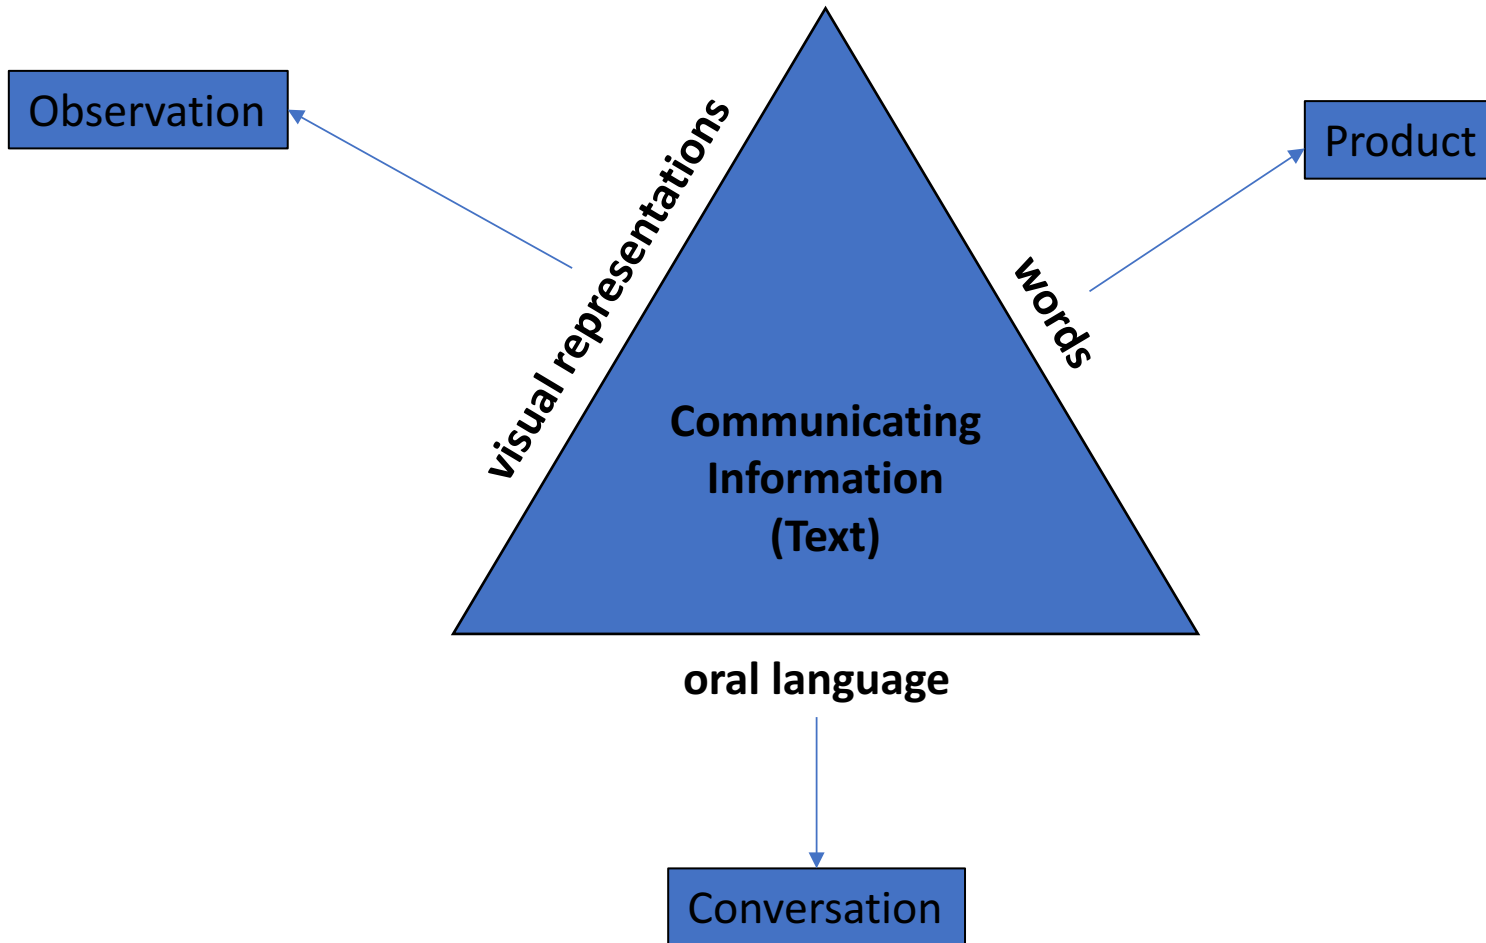 Observation
Product
visual representations
words
Communicating
Information
(Text)
oral language
Conversation